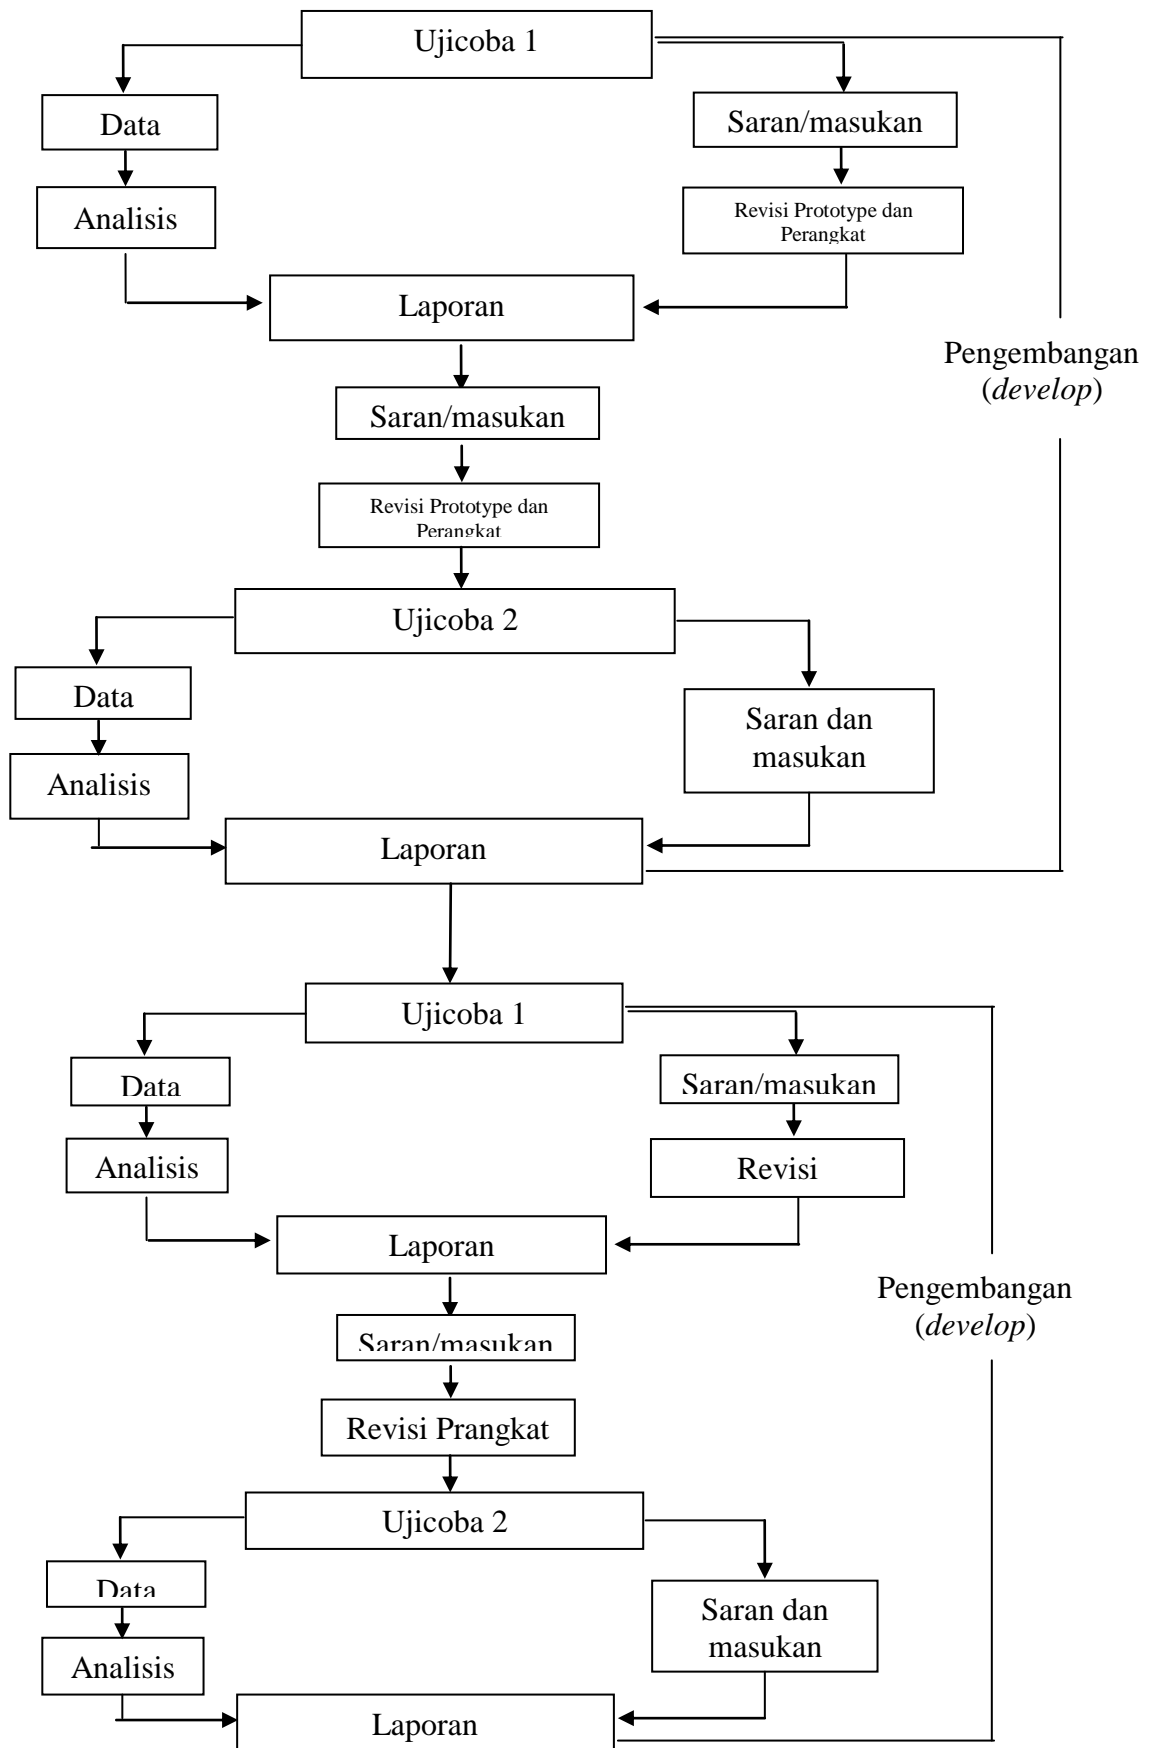 Ujicoba 1
Data
Saran/masukan
Analisis
Revisi Prototype dan
Perangkat
Laporan
Pengembangan
(develop)
Saran/masukan
Revisi Prototype dan
Perangkat
Ujicoba 2
Data
Saran dan
masukan
Analisis
Laporan
Ujicoba 1
Data
Saran/masukan
Analisis
Revisi
Laporan
Pengembangan
(develop)
Saran/masukan
Revisi Prangkat
Ujicoba 2
Data
Saran dan
masukan
Analisis
Laporan